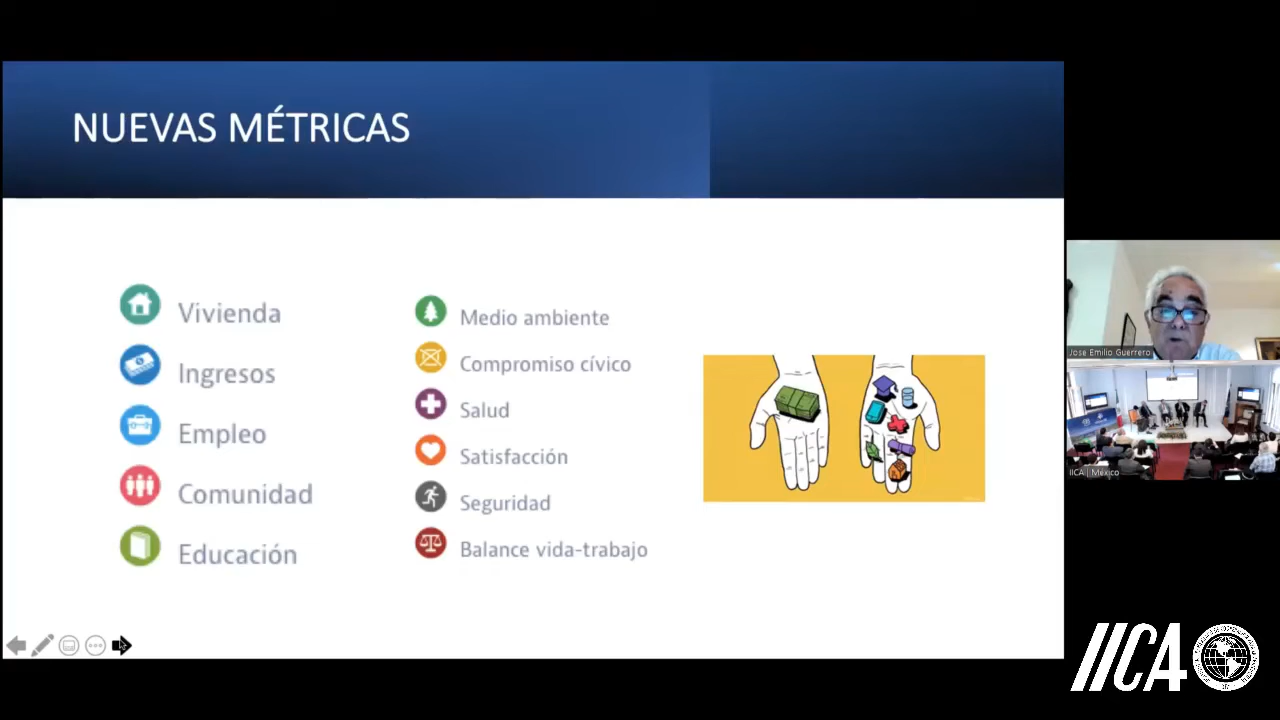 NUEVAS MÉTRICAS
Vivienda
Ingresos
Empleo
Comunidad
Educación
Medio ambiente
Compromiso cívico
Salud
Satisfacción
Seguridad
Balance vida-trabajo
Jose Emilio Guerrero
IICA | Mexico
IICA